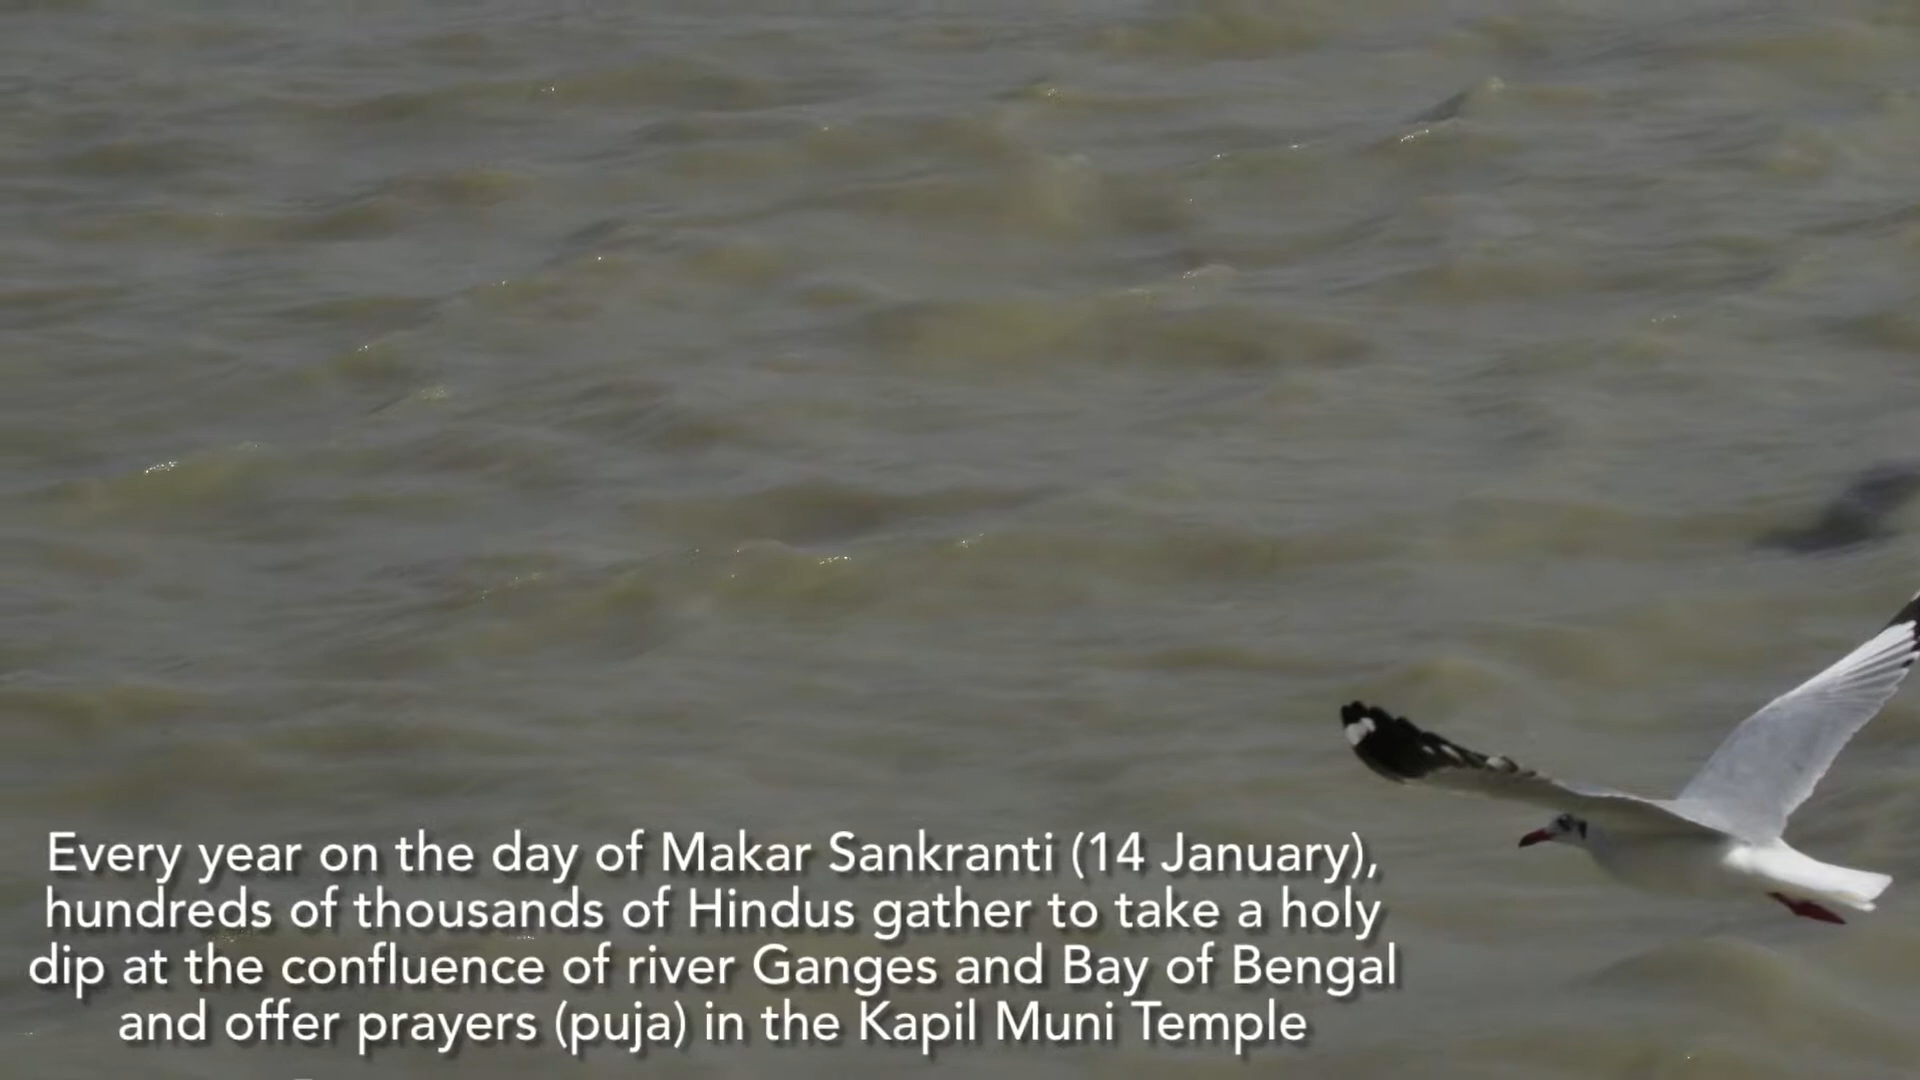 Every year on the day of Makar Sankranti (14 January),
hundreds of thousands of Hindus gather to take a holy
dip at the confluence of river Ganges and Bay of Bengal
and offer prayers (puja) in the Kapil Muni Temple